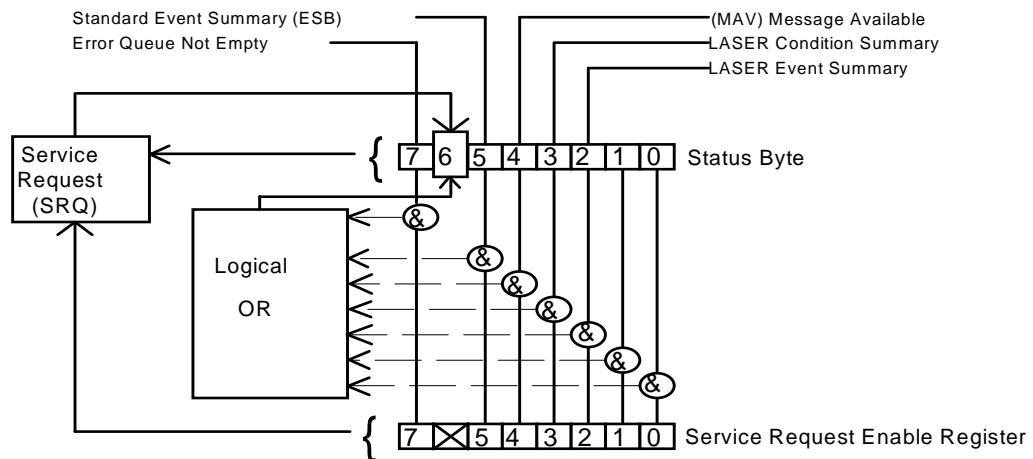 Standard Event Summary (ESB)
(MAV) Message Available
Error Queue Not Empty
LASER Condition Summary
LASER Event Summary
Service
Request
(SRQ)
{
7 6 5 4 3 2 1 0
Status Byte
&
&
&
&
&
&
&
Logical
OR
{
7 5 4 3 2 1 0
Service Request Enable Register